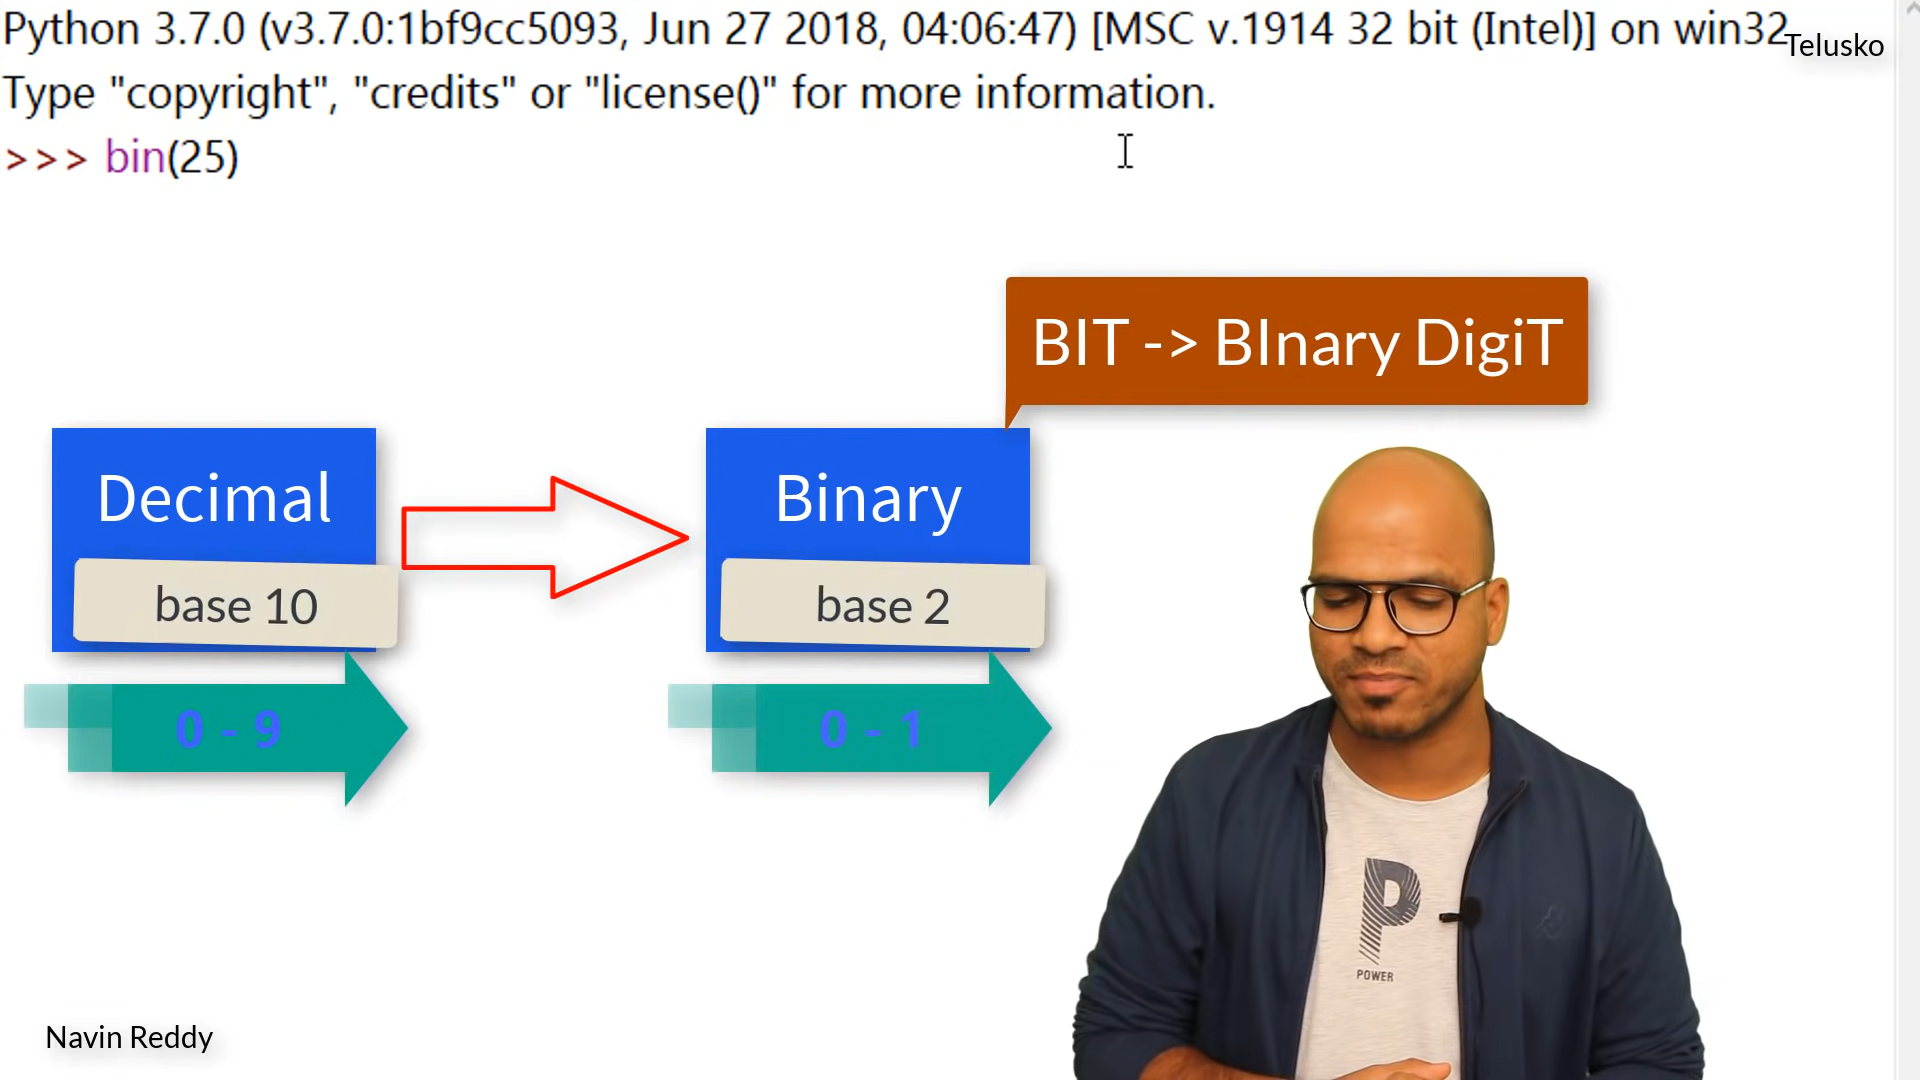 Python 3.7.0 (v3.7.0:1bf9cc5093, Jun 27 2018, 04:06:47) [MSC v.1914 32 bit (Intel)] on win32
Telusko
Type "copyright", "credits" or "license()" for more information.
>>> bin(25)
BIT -> BInary DigiT
Decimal
Binary
base 10
base 2
0 - 9
0 - 1
P
POWER
Navin Reddy